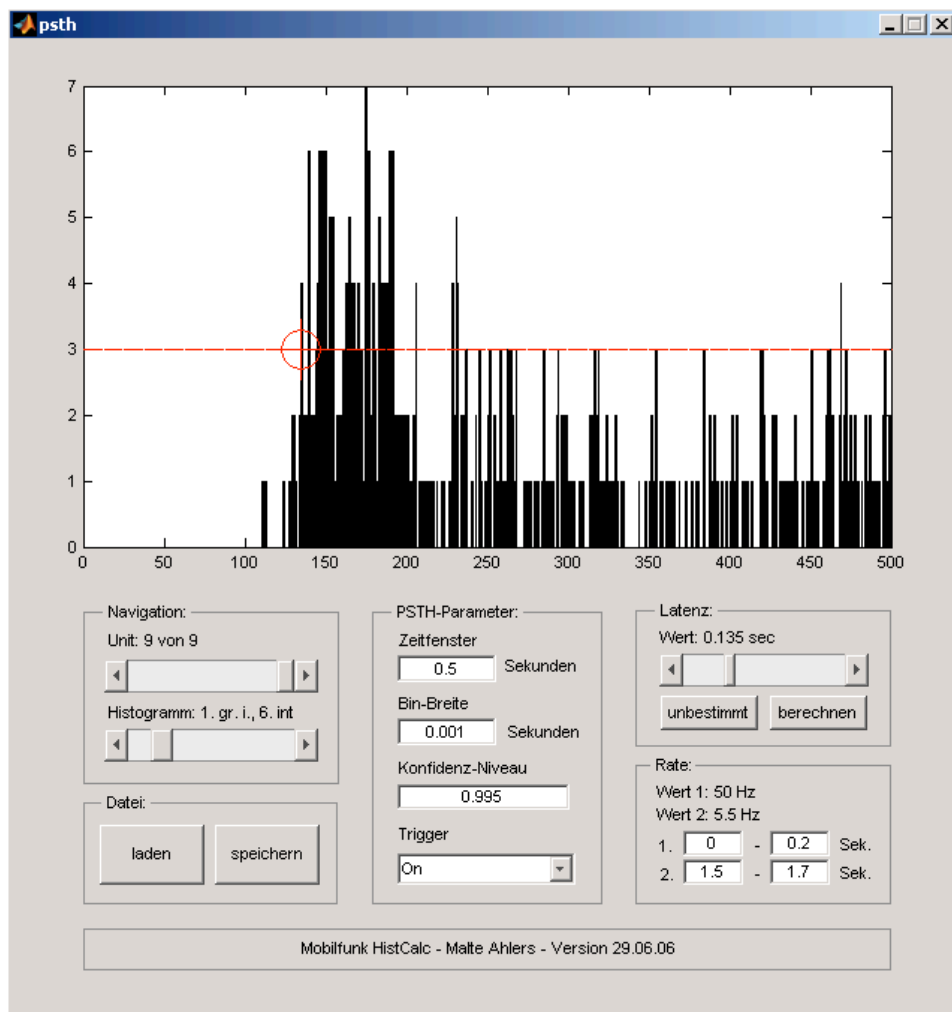 psth
7
6
5
4
3
2
1
0
0 50 100 150 200 250 300 350 400 450 500
Navigation:
Unit: 9 von 9
Histogramm: 1. gr. i., 6. int
Datei:
laden speichern
PSTH-Parameter:
Zeitfenster
0.5 Sekunden
Bin-Breite
0.001 Sekunden
Konfidenz-Niveau
0.995
Trigger
On
Latenz:
Wert: 0.135 sec
unbestimmt berechnen
Rate:
Wert 1: 50 Hz
Wert 2: 5.5 Hz
1. 0 - 0.2 Sek.
2. 1.5 - 1.7 Sek.
Mobilfunk HistCalc - Malte Ahlers - Version 29.06.06